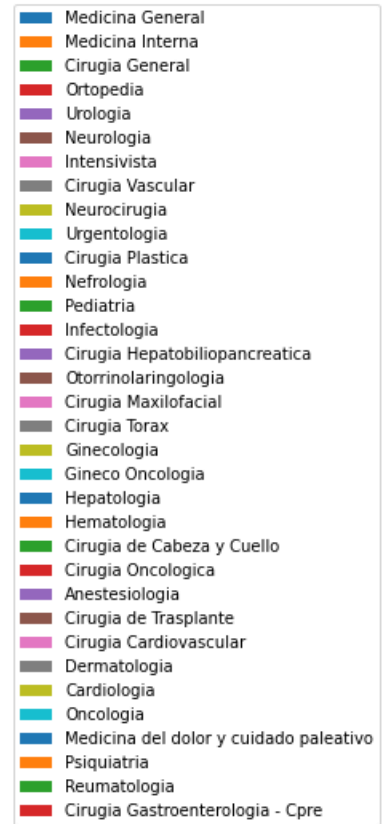 Medicina General
Medicina Interna
Cirugia General
Ortopedia
Urologia
Neurologia
Intensivista
Cirugia Vascular
Neurocirugia
Urgentologia
Cirugia Plastica
Nefrologia
Pediatria
Infectologia
Cirugia Hepatobiliopancreatica
Otorrinolaringologia
Cirugia Maxilofacial
Cirugia Torax
Ginecologia
Gineco Oncologia
Hepatologia
Hematologia
Cirugia de Cabeza y Cuello
Cirugia Oncologica
Anestesiologia
Cirugia de Trasplante
Cirugia Cardiovascular
Dermatologia
Cardiologia
Oncologia
Medicina del dolor y cuidado paleativo
Psiquiatria
Reumatologia
Cirugia Gastroenterologia - Cpre